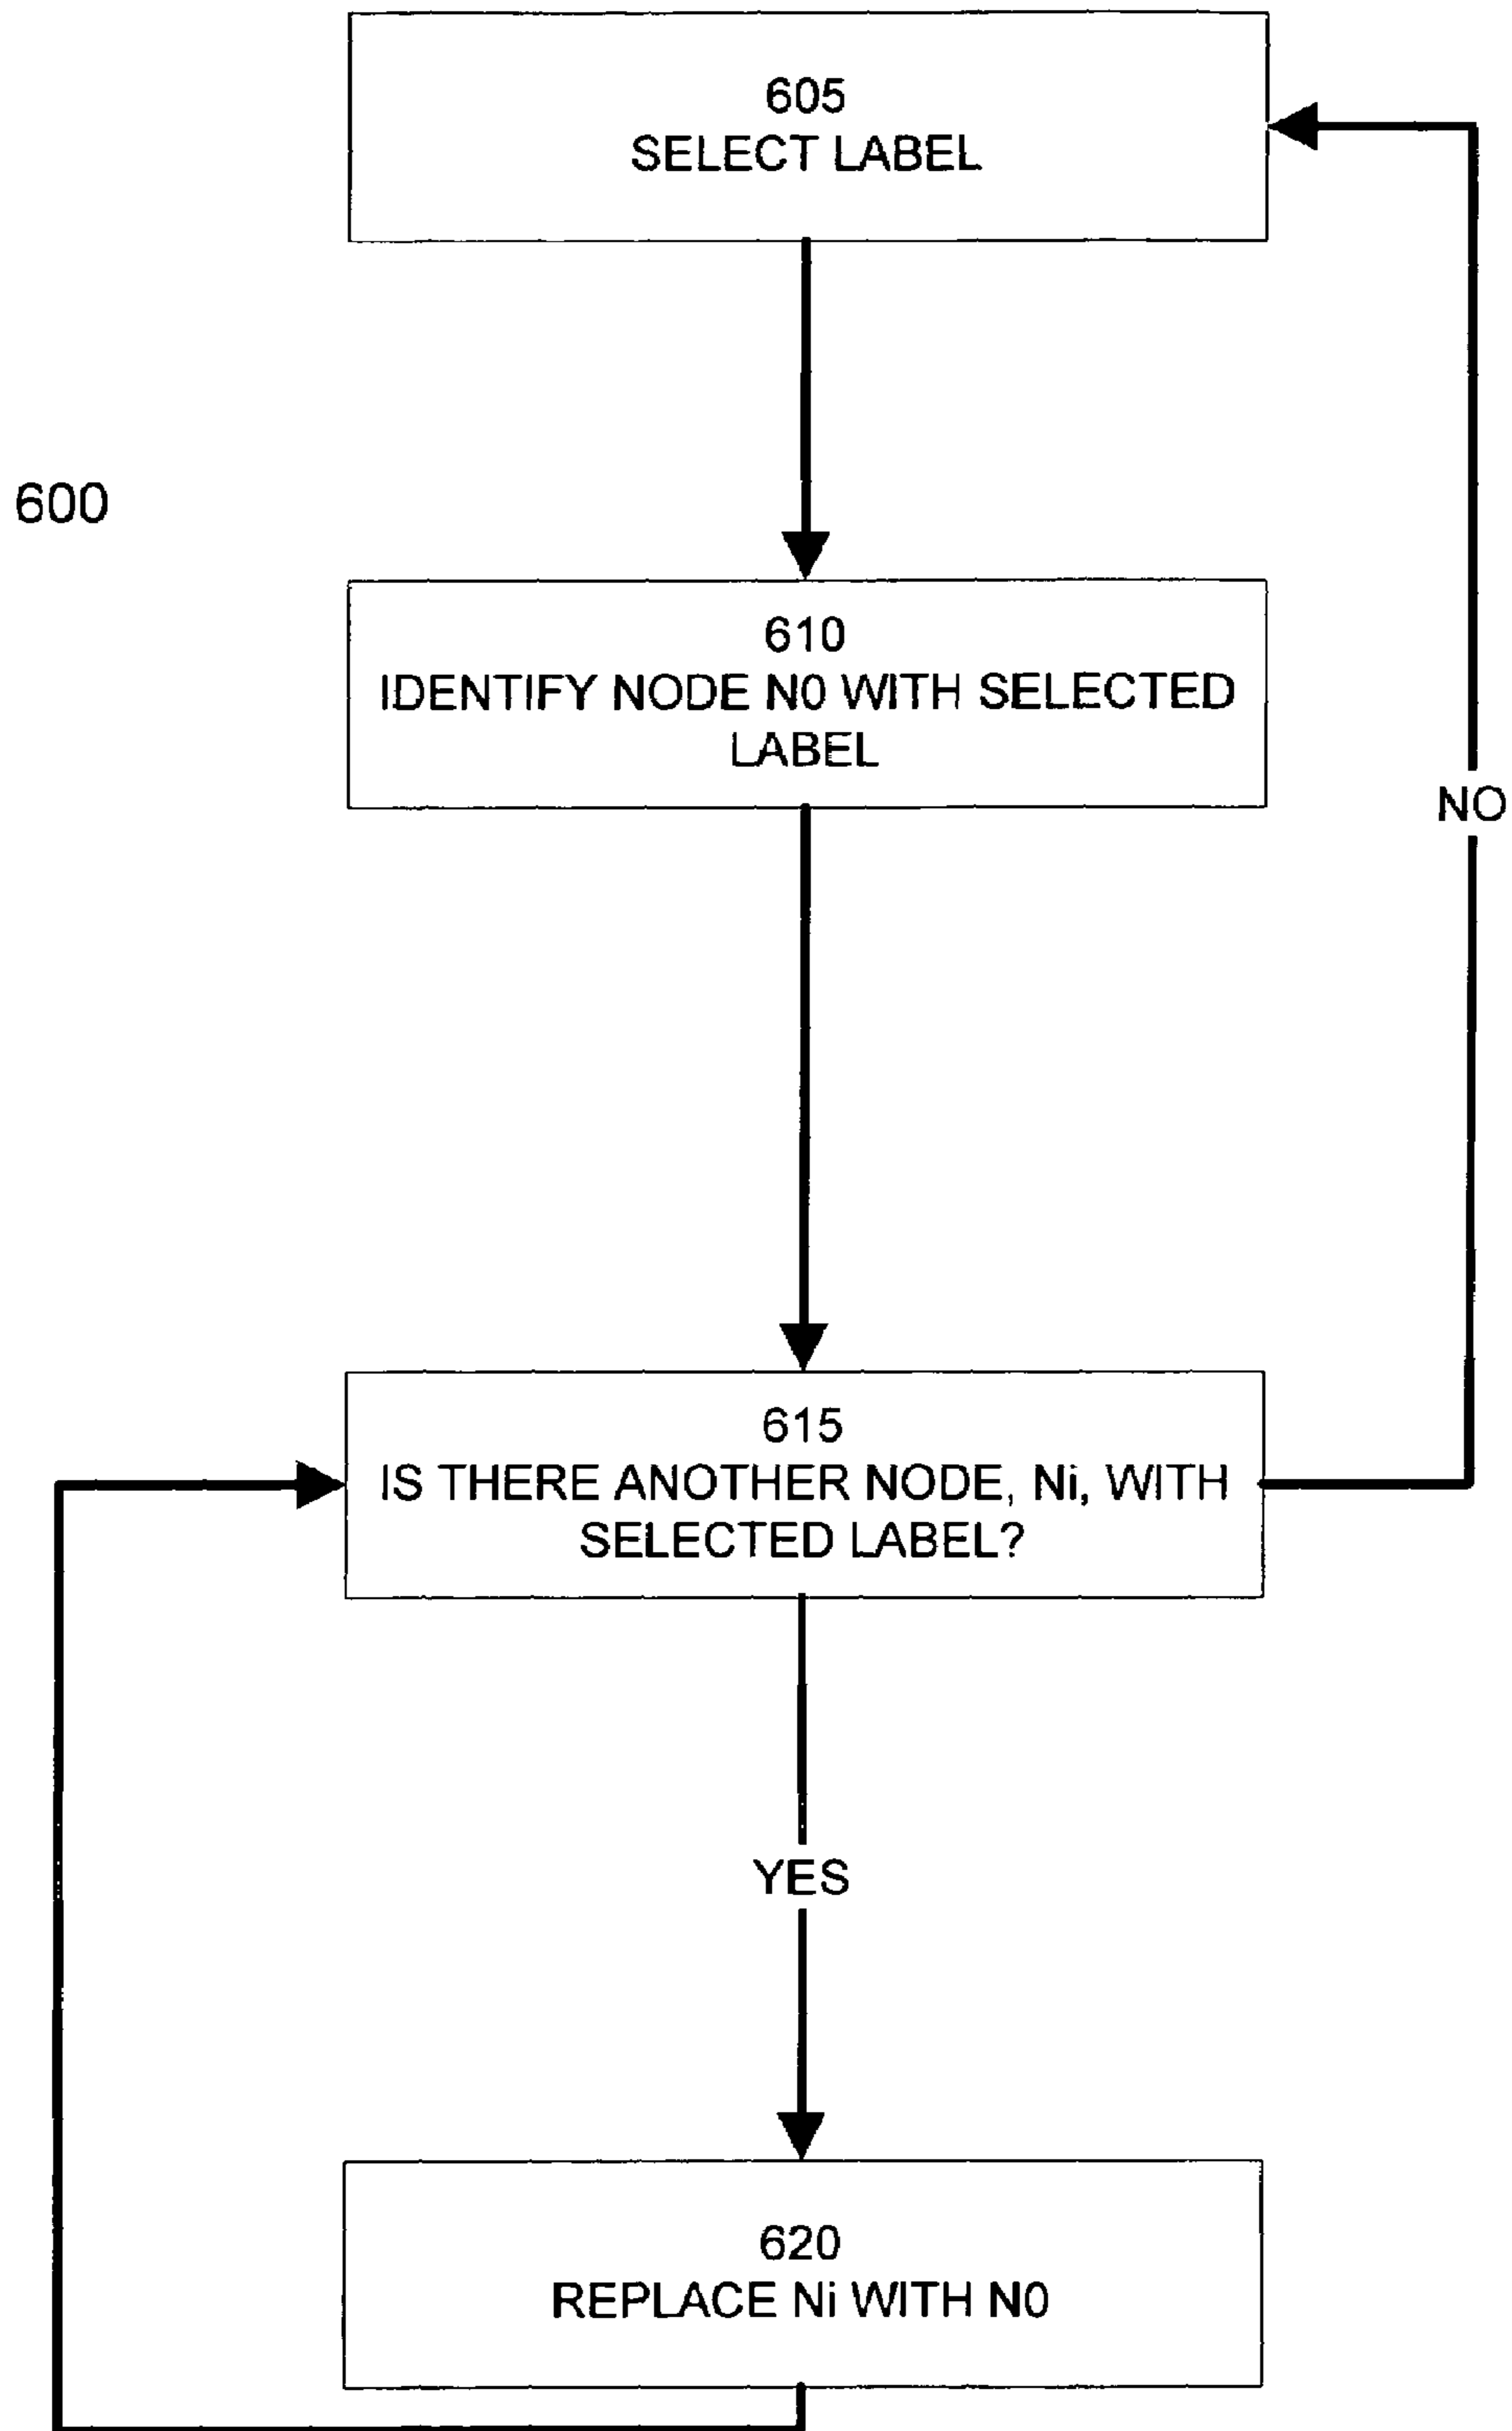 605
SELECT LABEL
600
610
IDENTIFY NODE N0 WITH SELECTED
LABEL
NO
615
IS THERE ANOTHER NODE, Ni, WITH
SELECTED LABEL?
YES
620
REPLACE Ni WITH N0